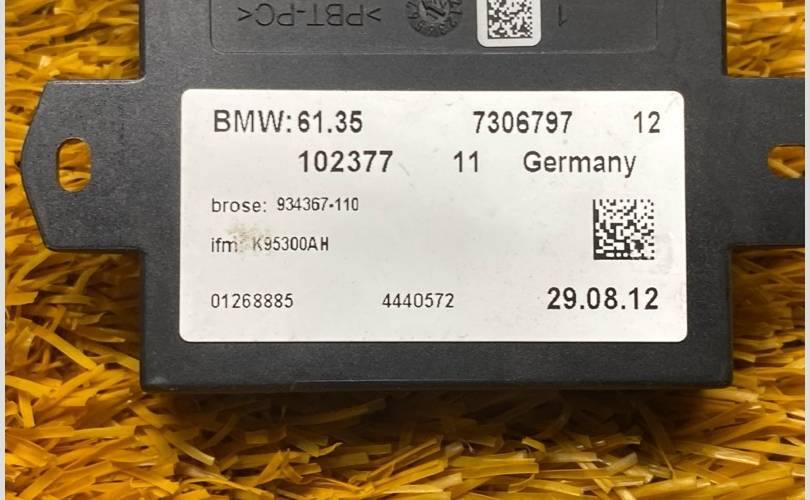 >PBT-PC<
1
BMW: 61.35 7306797 12
102377 11 Germany
brose: 934367-110
ifm: K95300AH
01268885 4440572 29.08.12